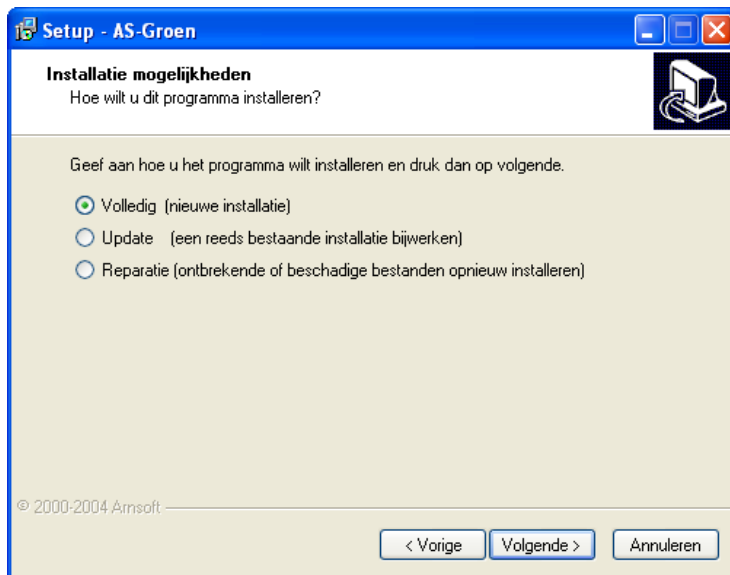 Setup - AS-Groen
Installatie mogelijkheden
Hoe wilt u dit programma installeren?
Geef aan hoe u het programma wilt installeren en druk dan op volgende.
Volledig (nieuwe installatie)
Update (een reeds bestaande installatie bijwerken)
Reparatie (ontbrekende of beschadige bestanden opnieuw installeren)
© 2000-2004 Arnsoft
< Vorige
Volgende >
Annuleren